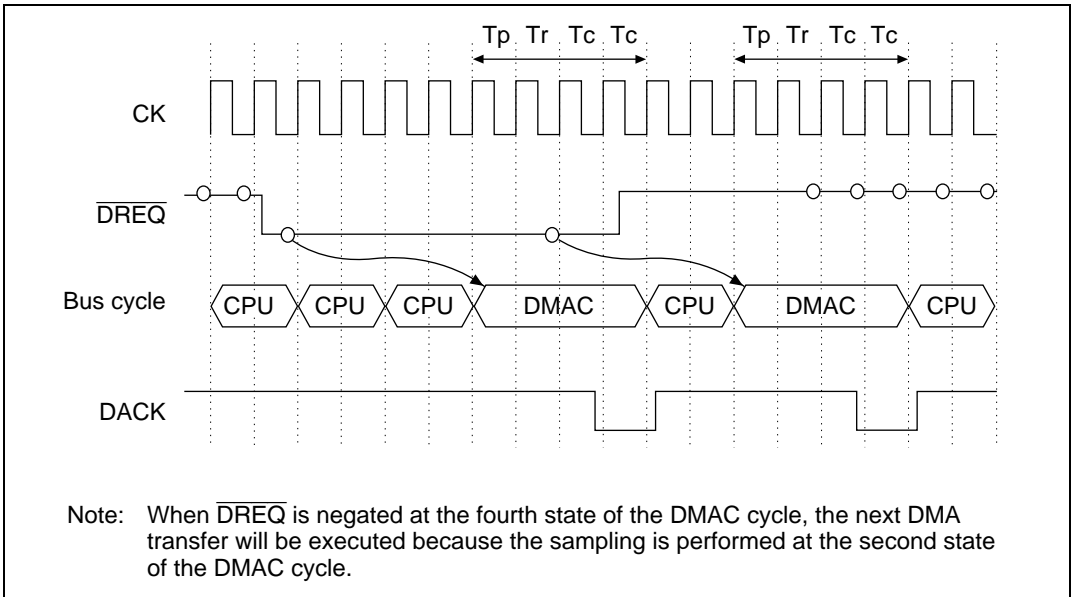 Tp Tr Tc Tc Tp Tr Tc Tc
CK
DREQ
Bus cycle CPU CPU CPU DMAC CPU DMAC CPU
DACK
Note: When DREQ is negated at the fourth state of the DMAC cycle, the next DMA
transfer will be executed because the sampling is performed at the second state
of the DMAC cycle.